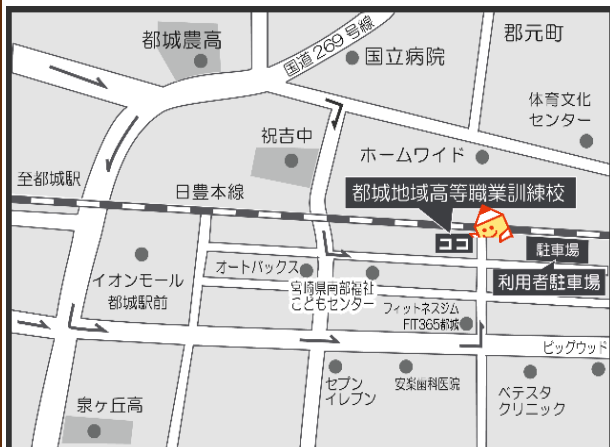 都城農高
国道269号線
国立病院
郡元町
体育文化
センター
祝吉中
ホームワイド
至都城駅
日豊本線
都城地域高等職業訓練校
ココ
駐車場
利用者駐車場
オートバックス
イオンモール
都城駅前
宮崎県南部福祉
こどもセンター
フィットネスジム
FIT365都城
ビッグウッド
セブン
イレブン
安楽歯科医院
ベテスタ
クリニック
泉ヶ丘高